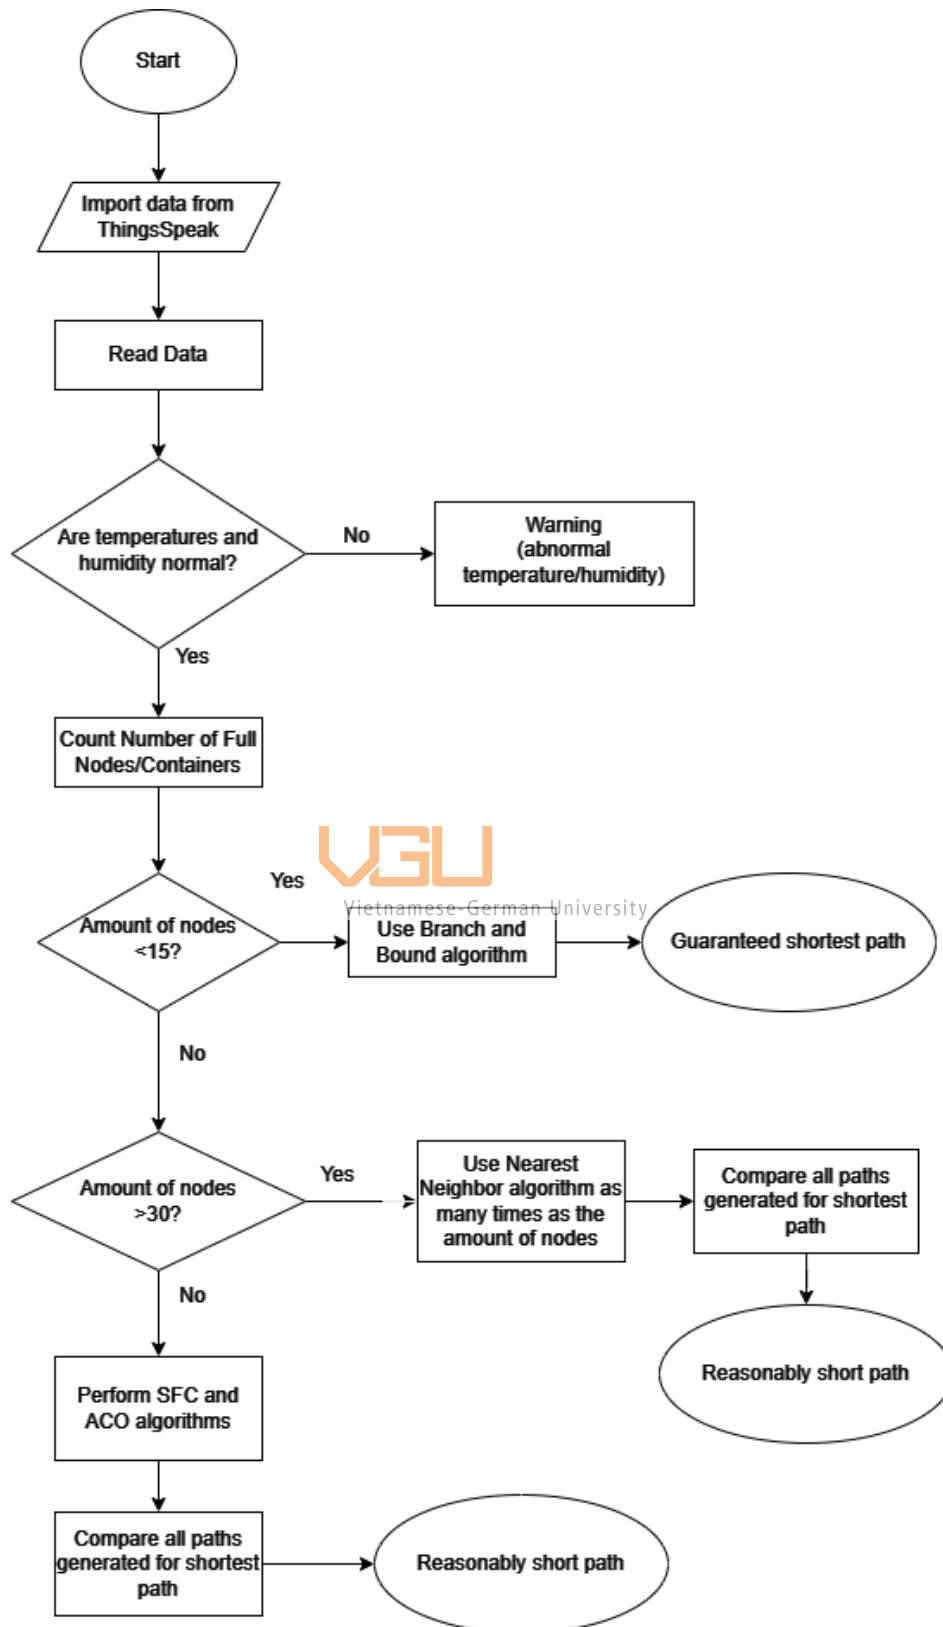 Start
Import data from
ThingsSpeak
Read Data
Are temperatures and
humidity normal?
No
Warning
(abnormal
temperature/humidity)
Yes
Count Number of Full
Nodes/Containers
VGU
Vietnamese-German University
Yes
Amount of nodes
<15?
Use Branch and
Bound algorithm
Guaranteed shortest path
No
Amount of nodes
>30?
Yes
Use Nearest
Neighbor algorithm as
many times as the
amount of nodes
Compare all paths
generated for shortest
path
No
Reasonably short path
Perform SFC and
ACO algorithms
Compare all paths
generated for shortest
path
Reasonably short path